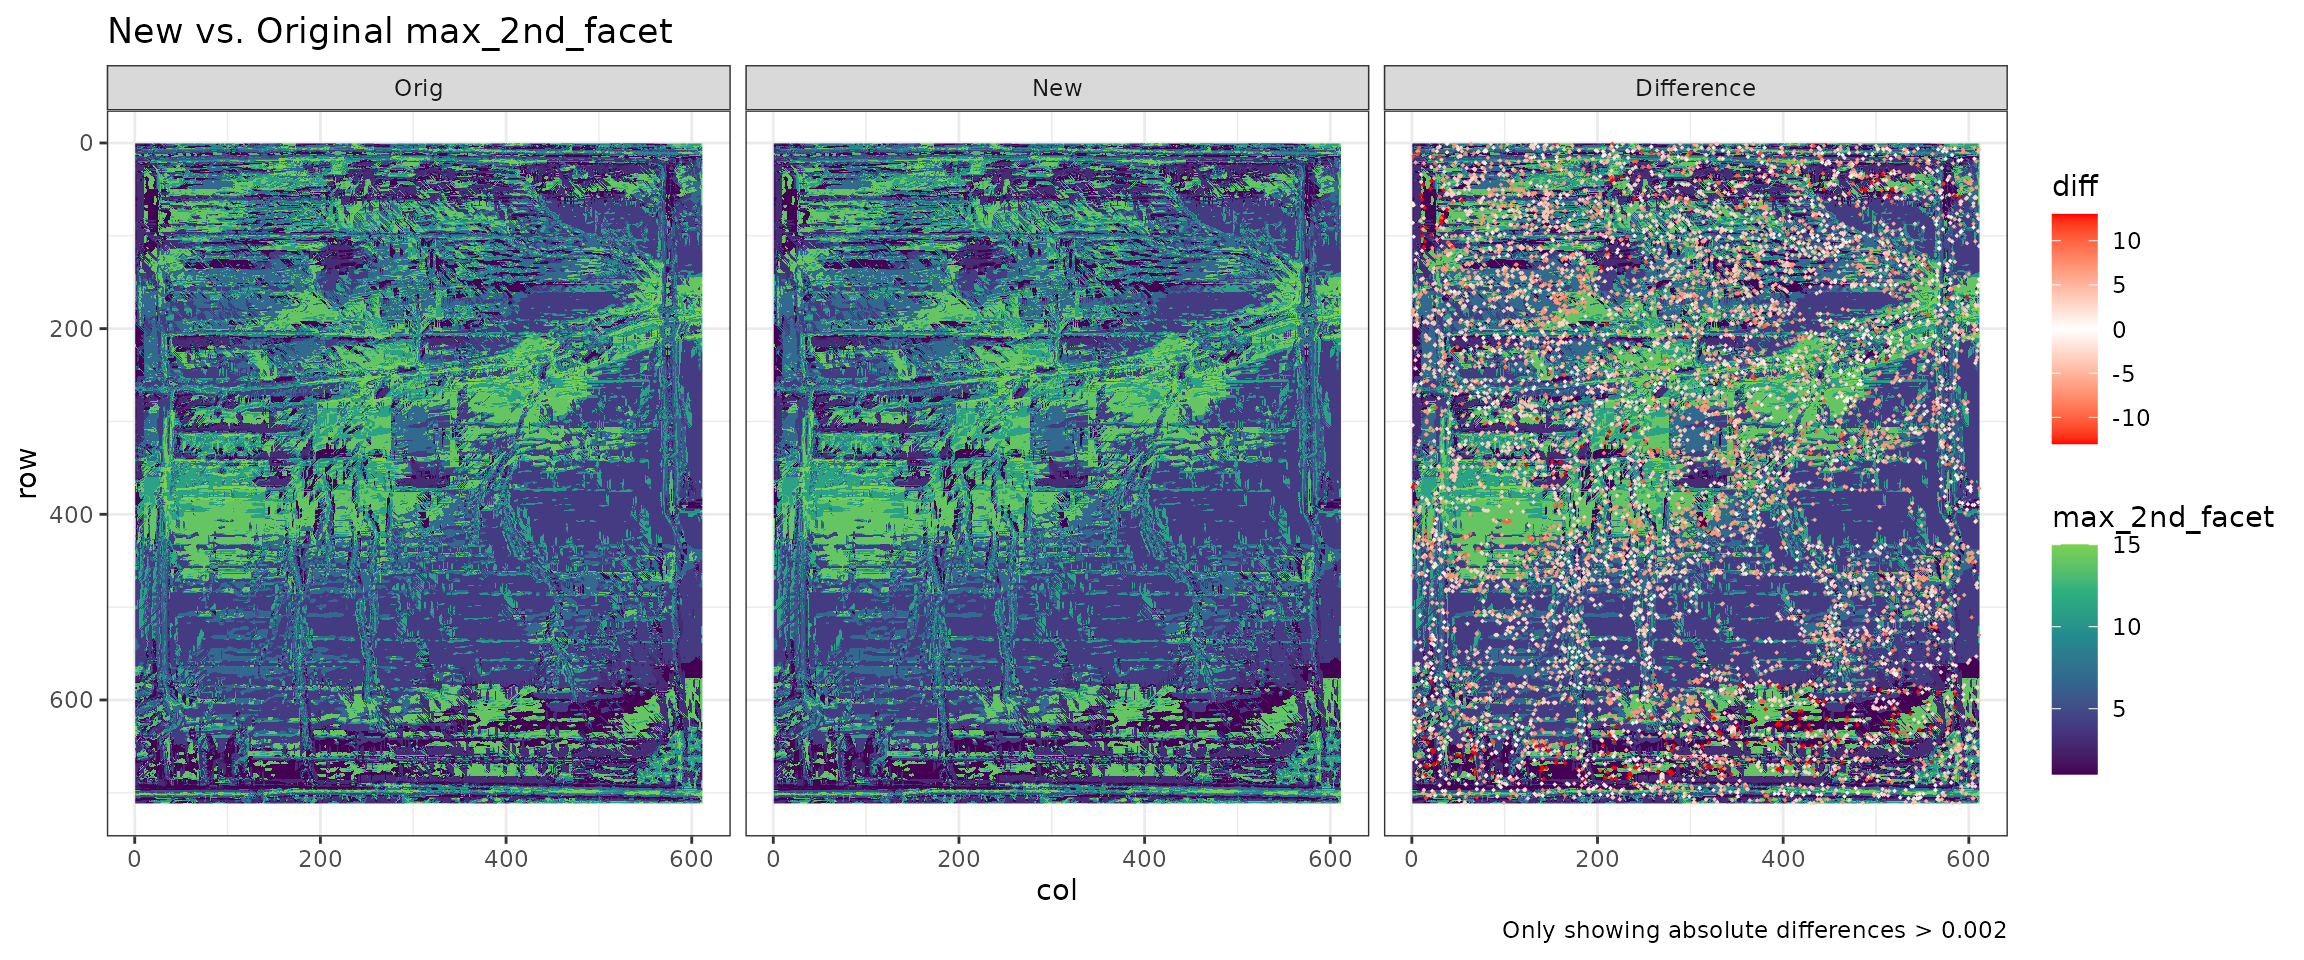 New vs. Original max_2nd_facet
Orig
New
Difference
0
200
400
600
row
0 200 400 600
0 200 400 600
0 200 400 600
col
diff
10
5
0
-5
-10
max_2nd_facet
15
10
5
Only showing absolute differences > 0.002